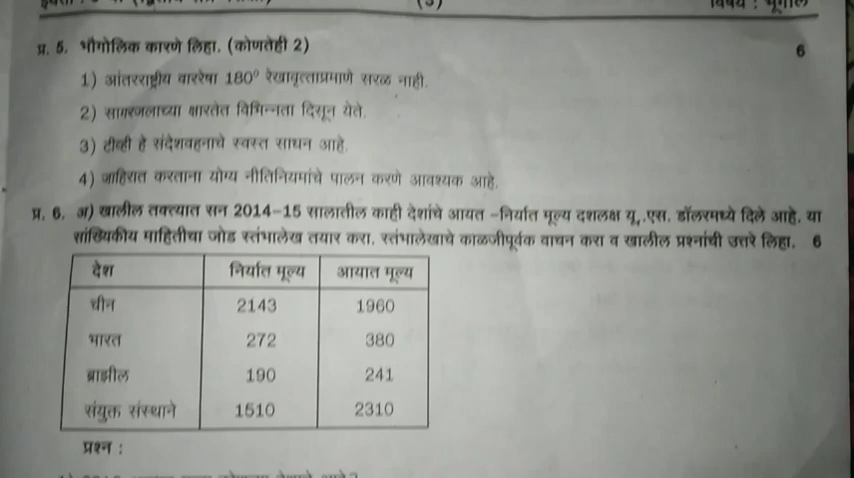 (3)
विषय : भूगोल
प्र. 5. भौगोलिक कारणे लिहा. (कोणतेही 2) 6
1) आंतरराष्ट्रीय वाररेषा 180⁰ रेखावृत्ताप्रमाणे सरळ नाही.
2) सागरजलाच्या क्षारतेत विभिन्नता दिसून येते.
3) टीव्ही हे संदेशवहनाचे स्वस्त साधन आहे.
4) जाहिरात करताना योग्य नीतिनियमांचे पालन करणे आवश्यक आहे.
प्र. 6. अ) खालील तक्त्यात सन 2014-15 सालातील काही देशांचे आयत -निर्यात मूल्य दशलक्ष यू..एस. डॉलरमध्ये दिले आहे. या
सांख्यिकीय माहितीचा जोड स्तंभालेख तयार करा. स्तंभालेखाचे काळजीपूर्वक वाचन करा व खालील प्रश्नांची उत्तरे लिहा. 6
देश निर्यात मूल्य आयात मूल्य
चीन 2143 1960
भारत 272 380
ब्राझील 190 241
संयुक्त संस्थाने 1510 2310
प्रश्न :